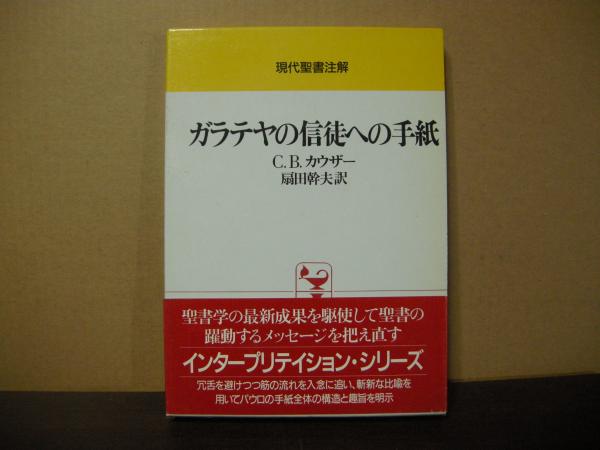 現代聖書注解
ガラテヤの信徒への手紙
C.B.カウザー
扇田幹夫訳
聖書学の最新成果を駆使して聖書の
躍動するメッセージを把え直す
インタープリテイション・シリーズ
冗舌を避けつつ筋の流れを入念に追い、斬新な比喩を
用いてパウロの手紙全体の構造と趣旨を明示